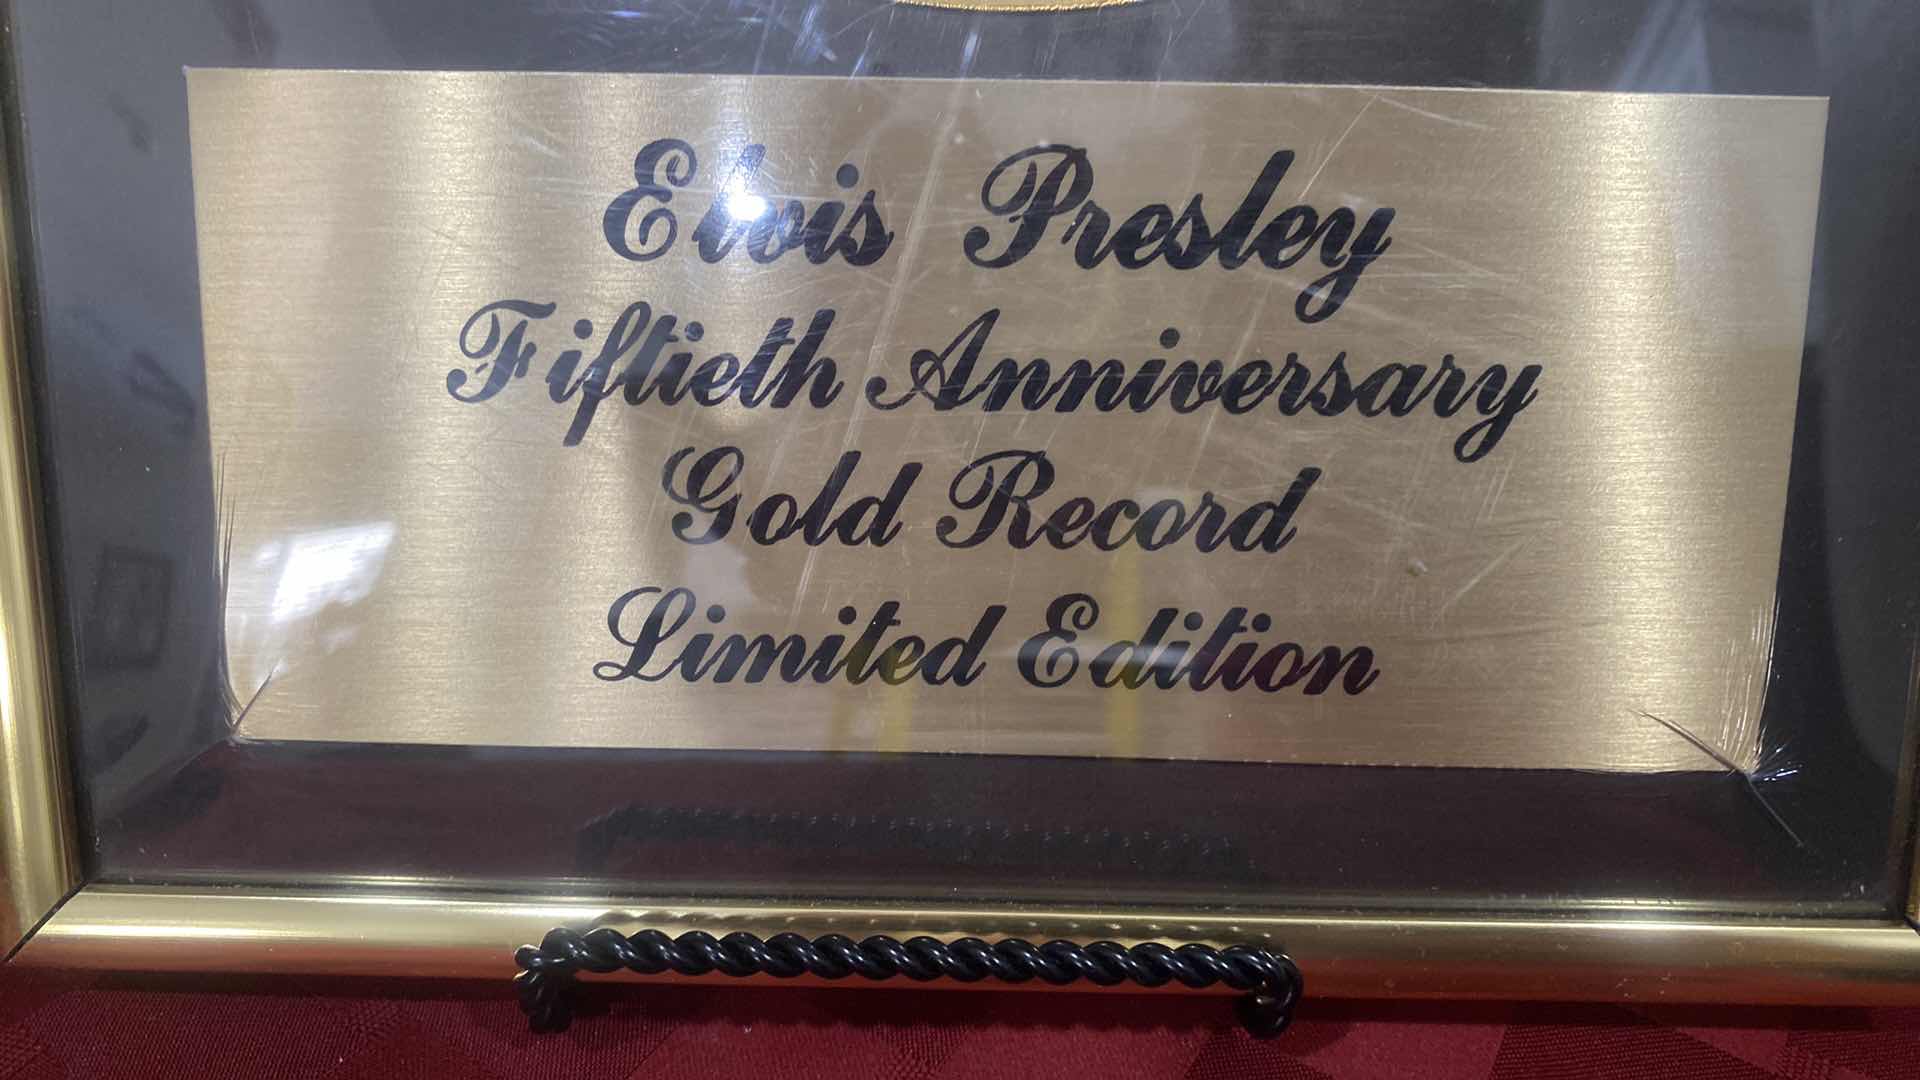 Elvis Presley
Fiftieth Anniversary
Gold Record
Limited Edition